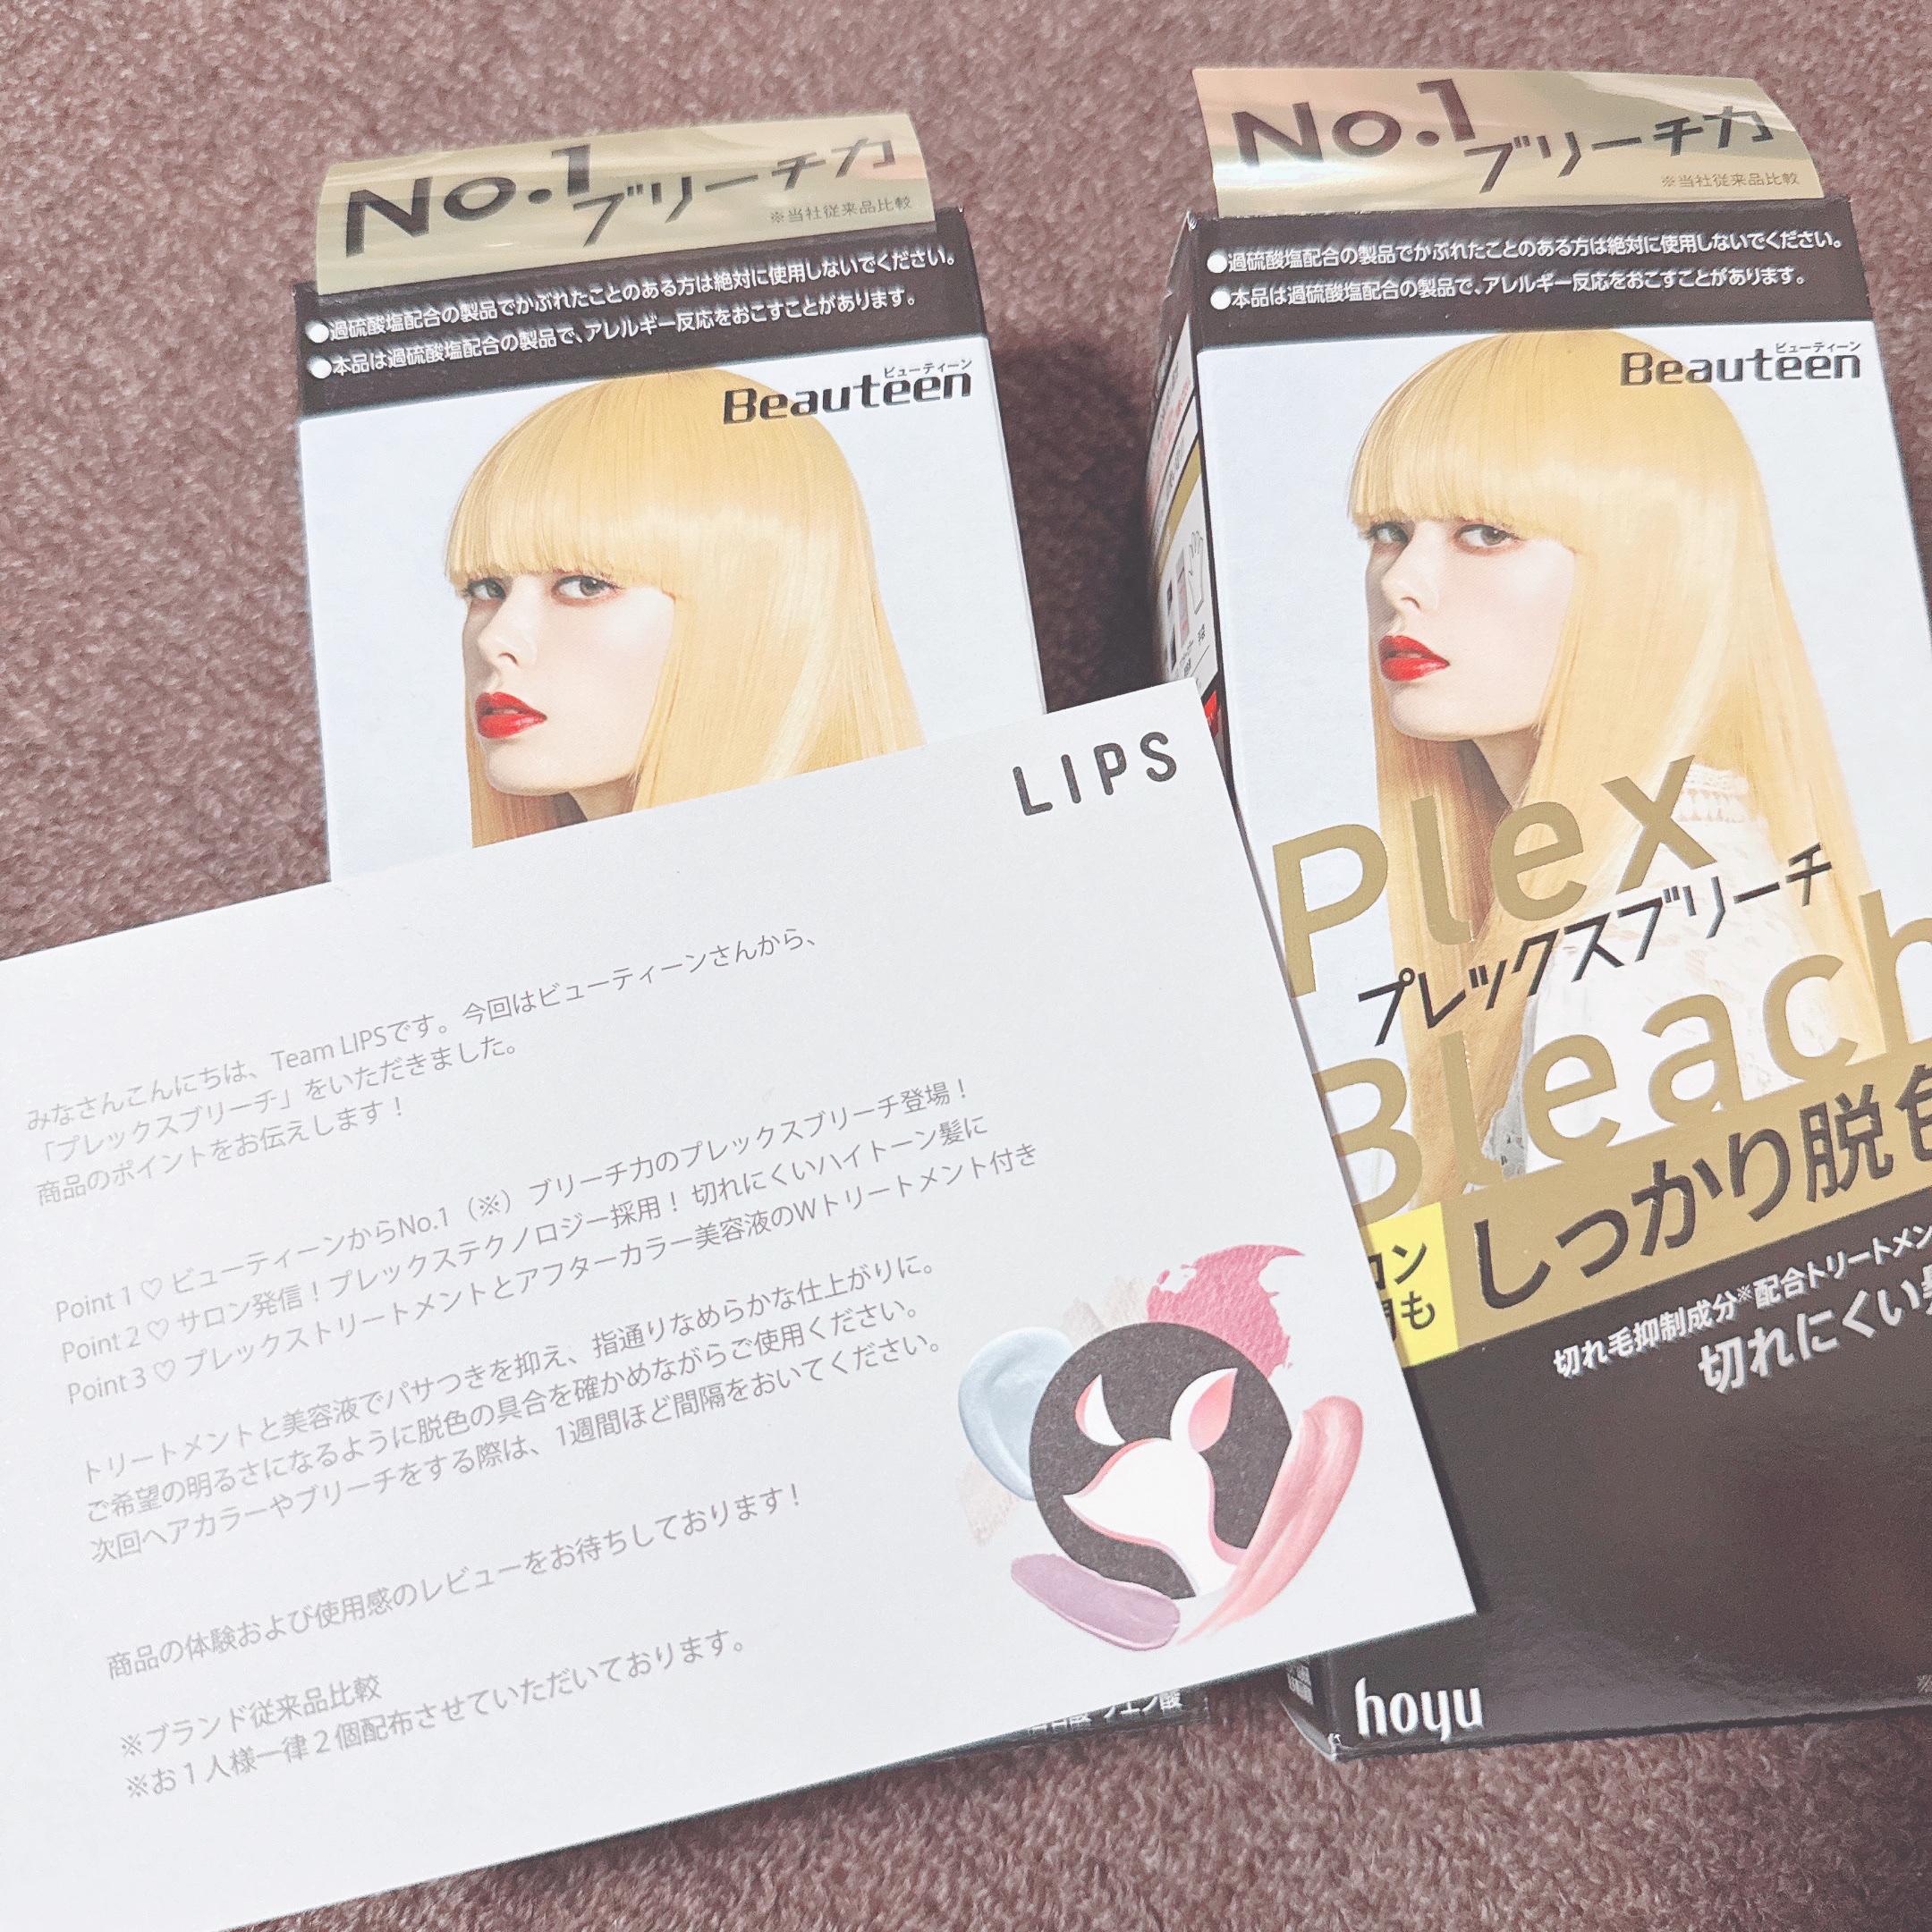 No.1
ブリーチ力
※当社従来品比較
●過硫酸塩配合の製品でかぶれたことのある方は絶対に使用しないでください。
●本品は過硫酸塩配合の製品で、アレルギー反応をおこすことがあります。
ビューティーン
Beauteen
No.1
ブリーチ力
※当社従来品比較
●過硫酸塩配合の製品でかぶれたことのある方は絶対に使用しないでください。
●本品は過硫酸塩配合の製品で、アレルギー反応をおこすことがあります。
ビューティーン
Beauteen
Plex
プレックスブリーチ
Bleach
しっかり脱色
ロン
も
切れ毛抑制成分※配合トリートメン
切れにくい
hoyu
LIPS
みなさんこんにちは、Team LIPSです。今回はビューティーンさんから、
「プレックスブリーチ」をいただきました。
商品のポイントをお伝えします！
Point 1 ♡ ビューティーンからNo.1（※）ブリーチ力のプレックスブリーチ登場！
Point 2 ♡ サロン発信！プレックステクノロジー採用！ 切れにくいハイトーン髪に
Point 3 ♡ プレックストリートメントとアフターカラー美容液のWトリートメント付き
トリートメントと美容液でパサつきを抑え、指通りなめらかな仕上がりに。
ご希望の明るさになるように脱色の具合を確かめながらご使用ください。
次回ヘアカラーやブリーチをする際は、1週間ほど間隔をおいてください。
商品の体験および使用感のレビューをお待ちしております！
※ブランド従来品比較
※お１人様一律２個配布させていただいております。